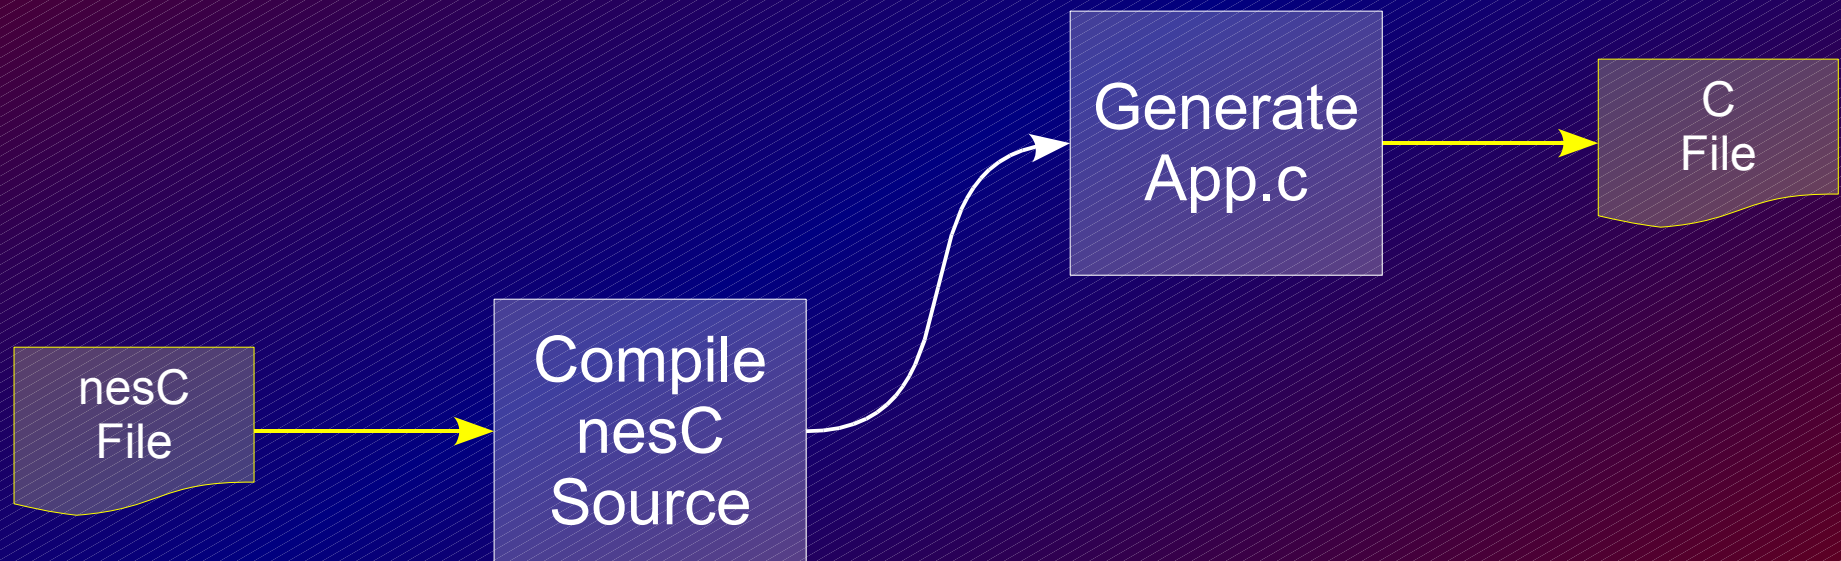 nesC
File
Compile
nesC
Source
Generate
App.c
C
File